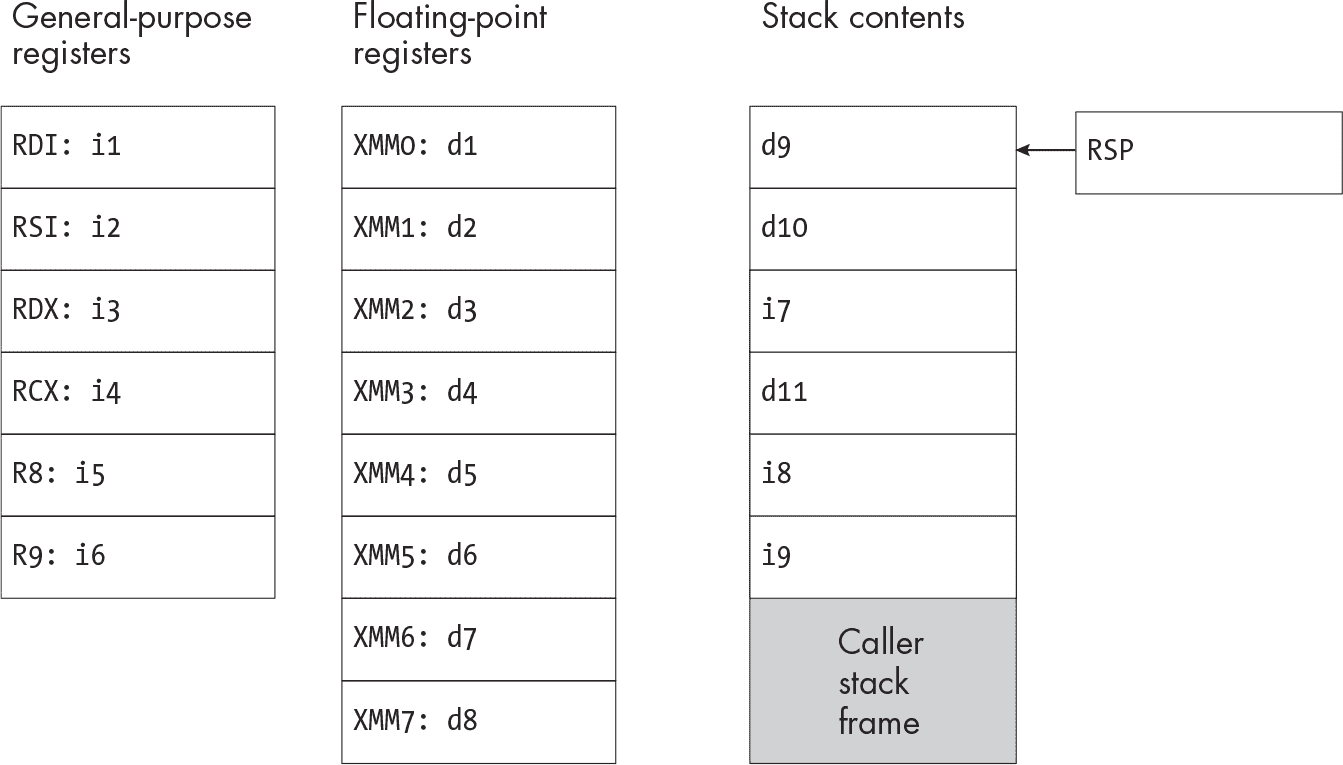 General-purpose
registers
RDI: i1
RSI: i2
RDX: i3
RCX: i4
R8: i5
R9: i6
Floating-point
registers
XMM0: d1
XMM1: d2
XMM2: d3
XMM3: d4
XMM4: d5
XMM5: d6
XMM6: d7
XMM7: d8
Stack contents
d9
d10
i7
d11
i8
i9
Caller
stack
frame
RSP